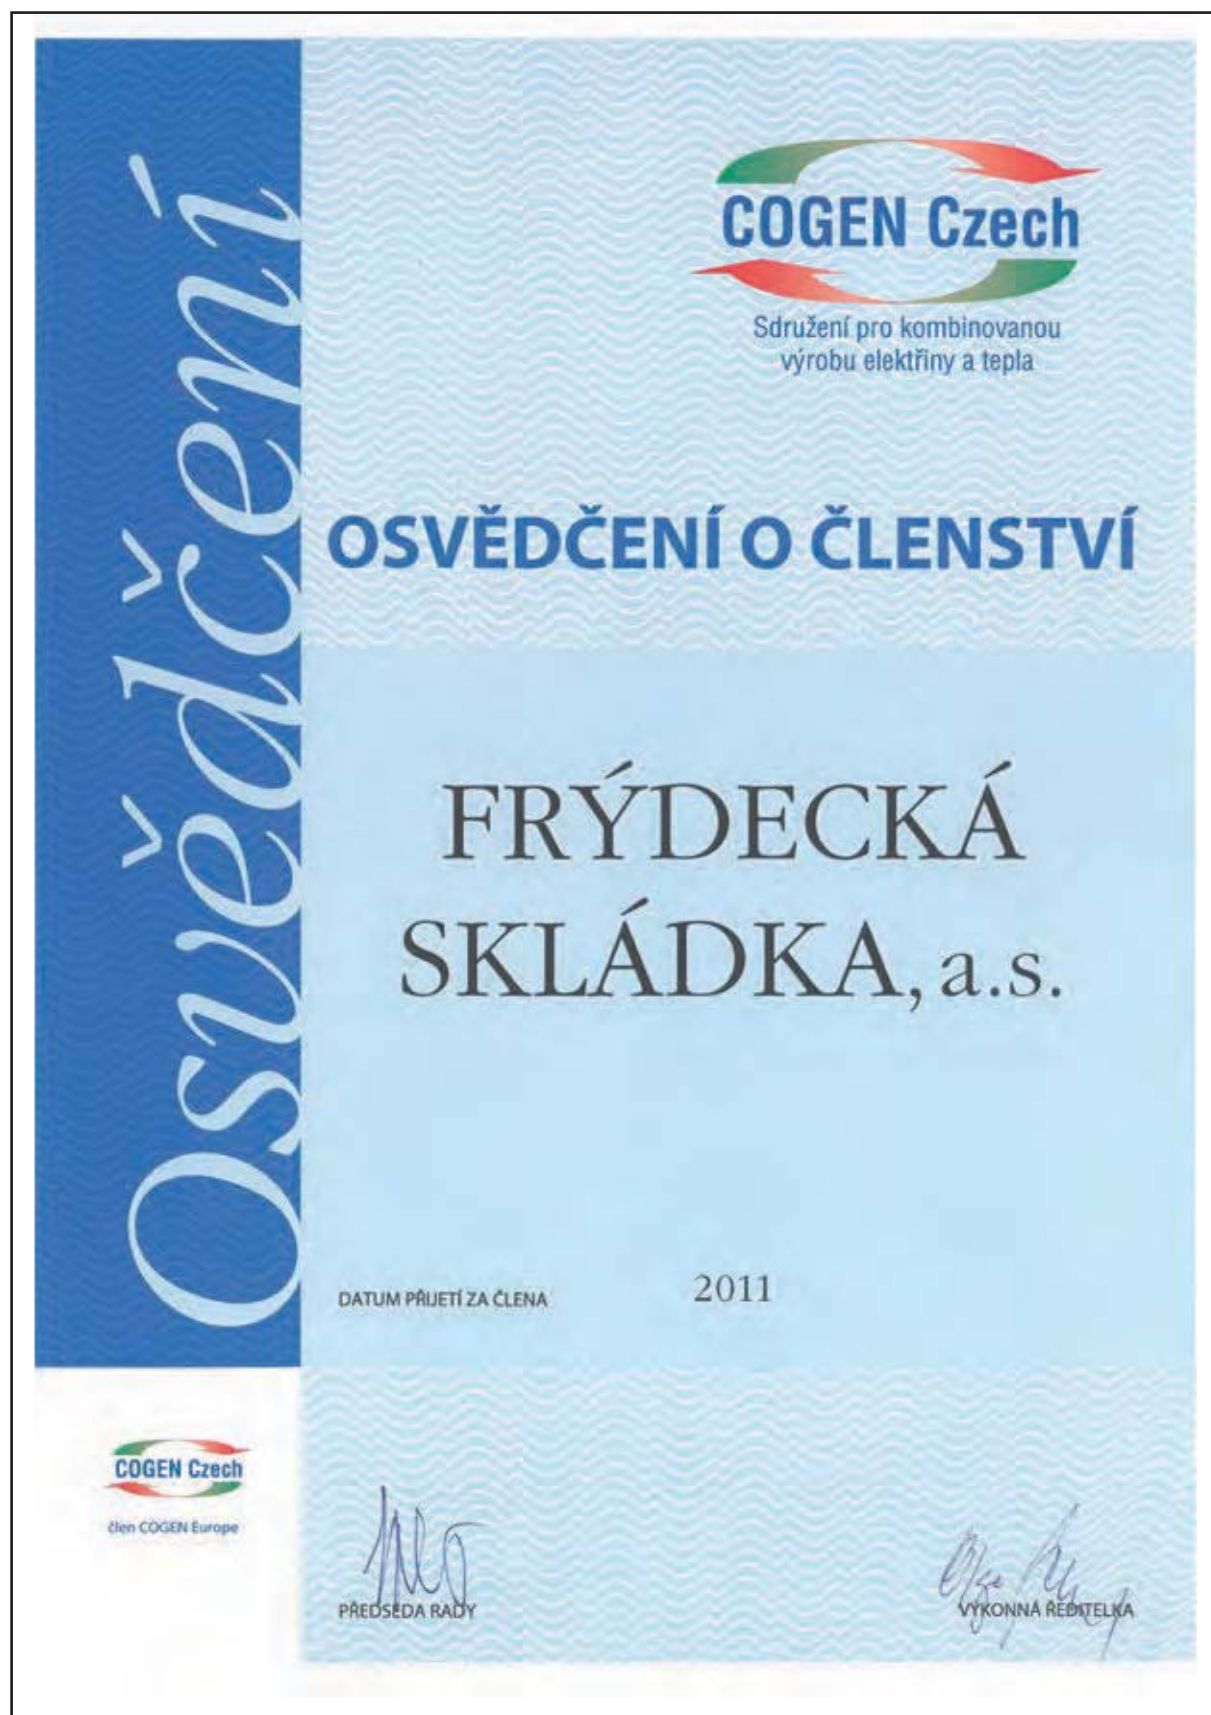 Osvědčení
COGEN Czech
Sdružení pro kombinovanou
výrobu elektřiny a tepla
OSVĚDČENÍ O ČLENSTVÍ
FRÝDECKÁ
SKLÁDKA, a.s.
DATUM PŘIJETÍ ZA ČLENA 2011
COGEN Czech
člen COGEN Europe
PŘEDSEDA RADY
VÝKONNÁ ŘEDITELKA